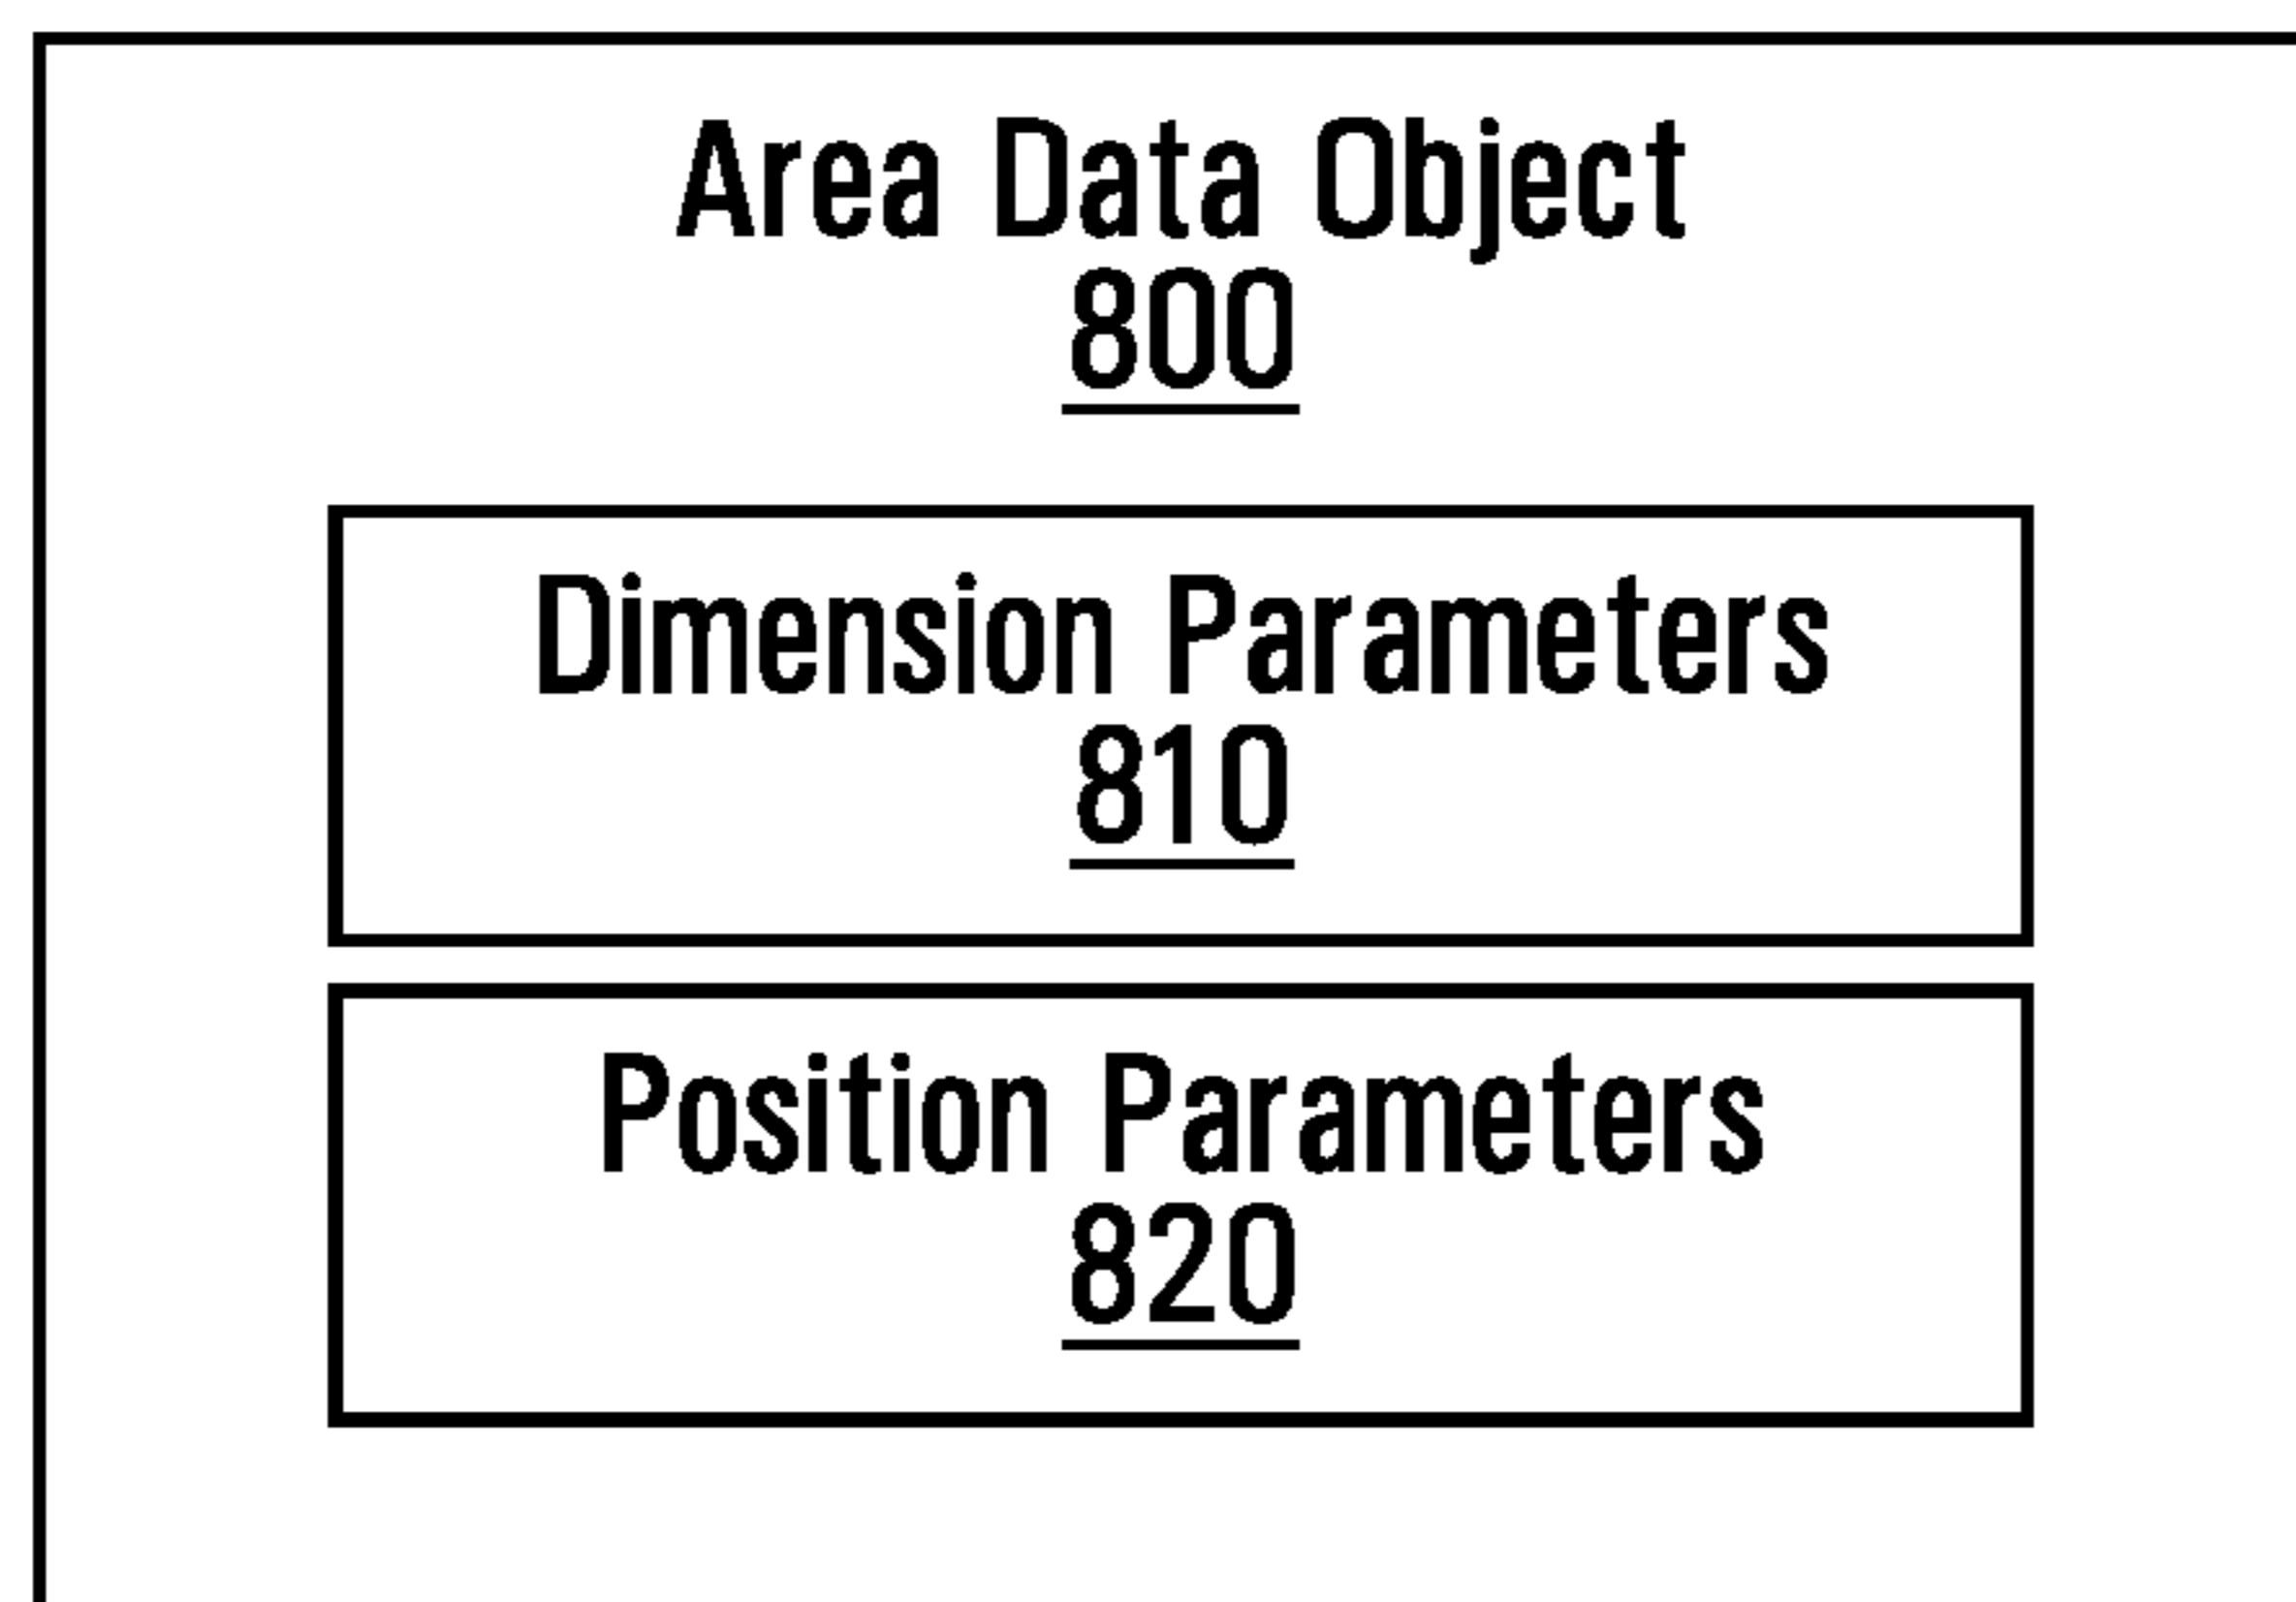 Area Data Object
800
Dimension Parameters
810
Position Parameters
820